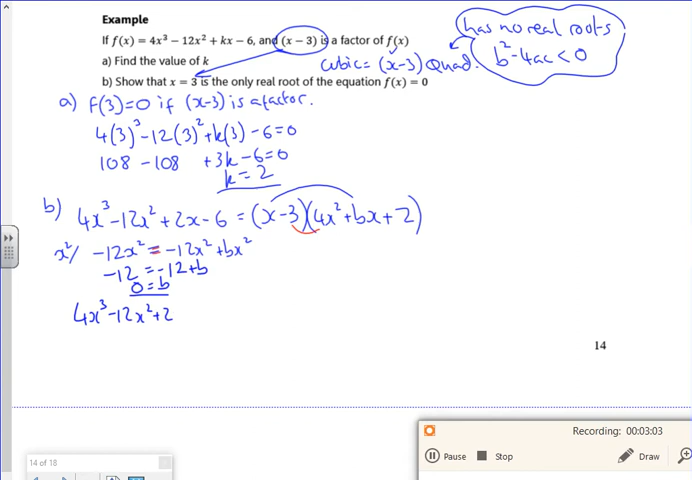 Example
If f(x) = 4x³ − 12x² + kx − 6, and (x − 3) is a factor of f(x)
a) Find the value of k
b) Show that x = 3 is the only real root of the equation f(x) = 0
has no real roots
b²-4ac<0
cubic = (x-3) Quad.
a) f(3)=0 if (x-3) is a factor.
4(3)³-12(3)²+k(3)-6=0
108 -108 +3k-6=0
k=2
b) 4x³-12x²+2x-6 = (x-3)(4x²+bx+2)
x²/ -12x² = -12x²+bx²
-12 = -12+b
0=b
4x³-12x²+2
14
Recording: 00:03:03
Pause Stop Draw
14 of 18